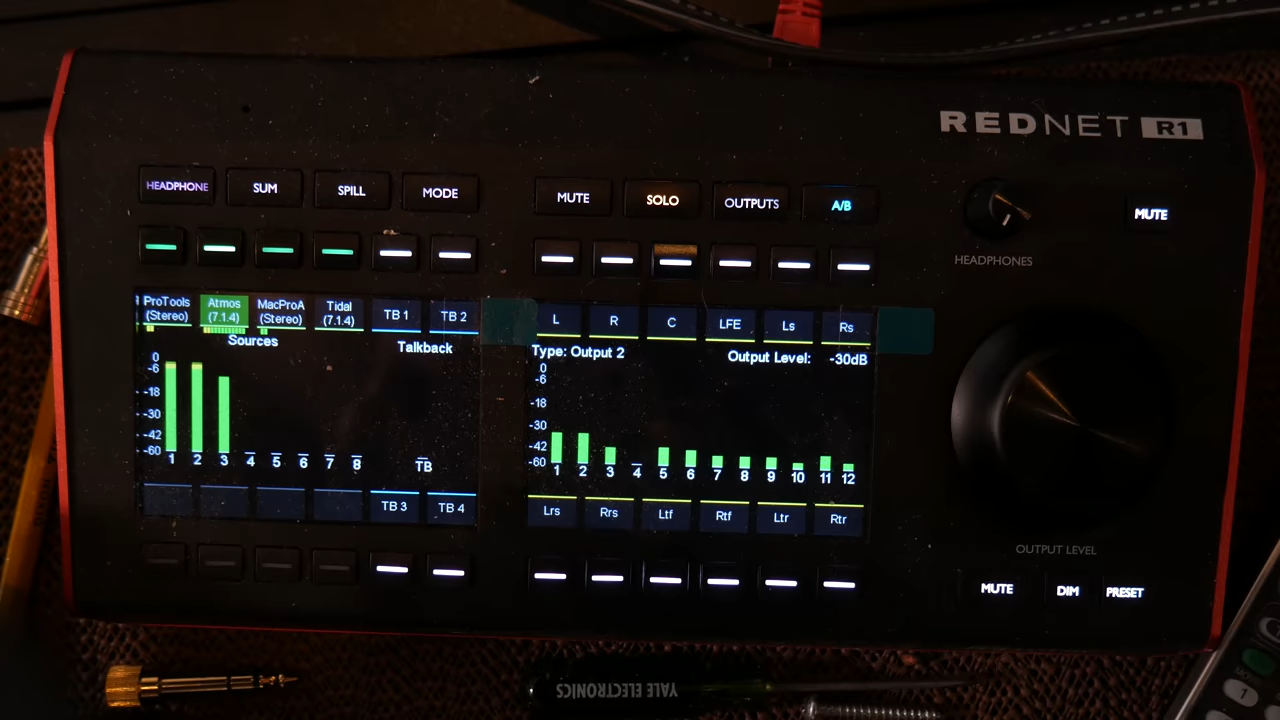 REDNET R1
HEADPHONE SUM SPILL MODE
MUTE SOLO OUTPUTS A/B
MUTE
HEADPHONES
ProTools (Stereo)
Atmos (7.1.4)
MacProA (Stereo)
Tidal (7.1.4)
TB 1
TB 2
Sources
Talkback
0
-6
-18
-30
-42
-60
1 2 3 4 5 6 7 8
TB
TB 3
TB 4
L R C LFE Ls Rs
Type: Output 2 Output Level: -30dB
0
-6
-18
-30
-42
-60
1 2 3 4 5 6 7 8 9 10 11 12
Lrs Rrs Ltf Rtf Ltr Rtr
OUTPUT LEVEL
MUTE DIM PRESET
YALE ELECTRONICS
1